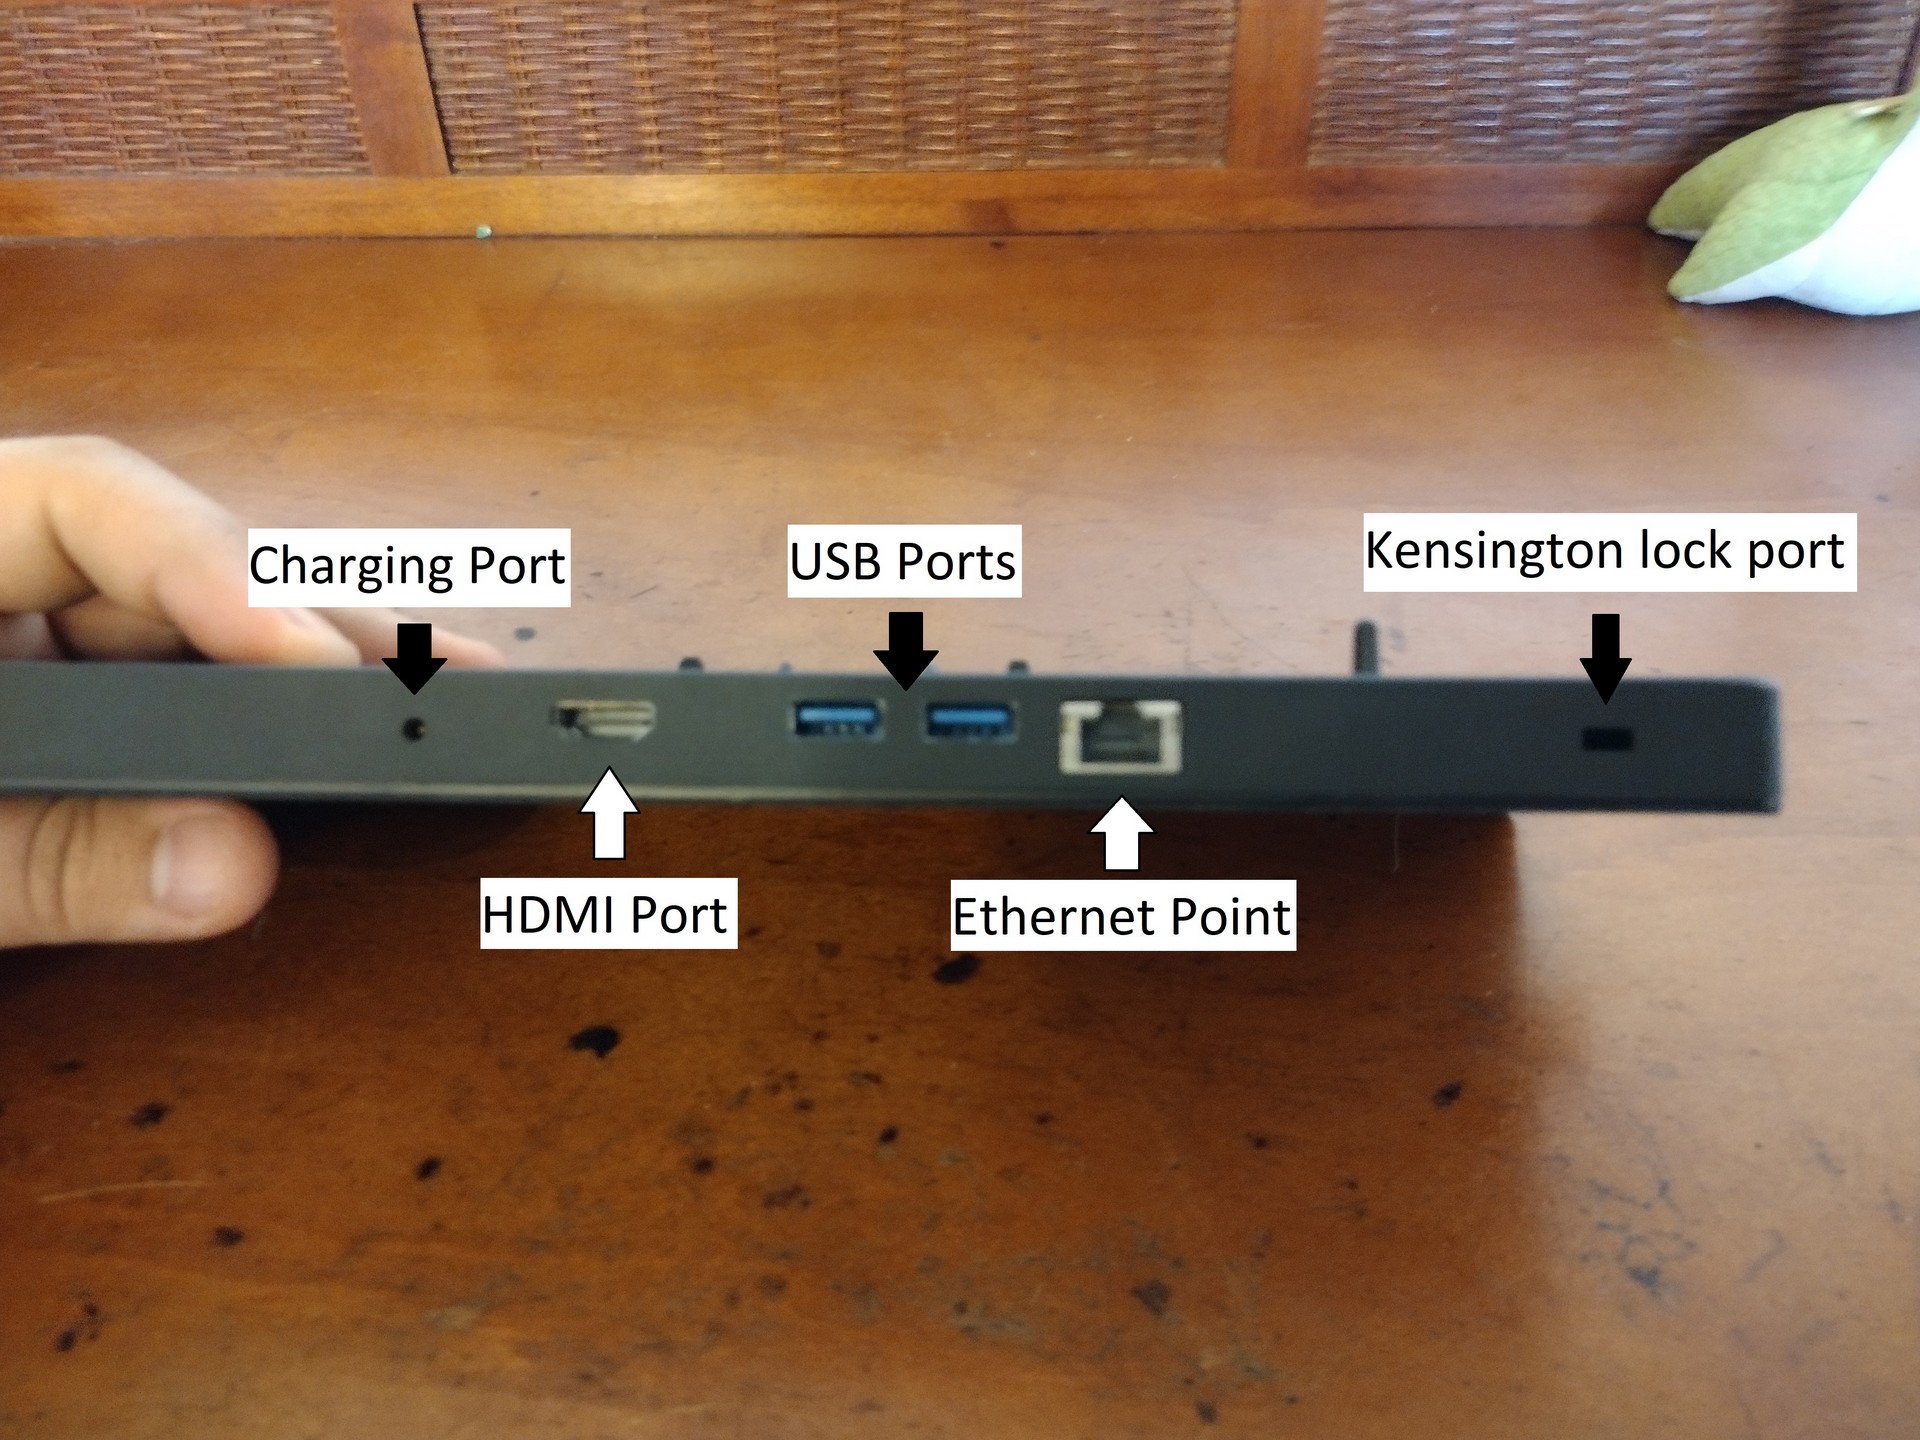 Charging Port
USB Ports
Kensington lock port
HDMI Port
Ethernet Point